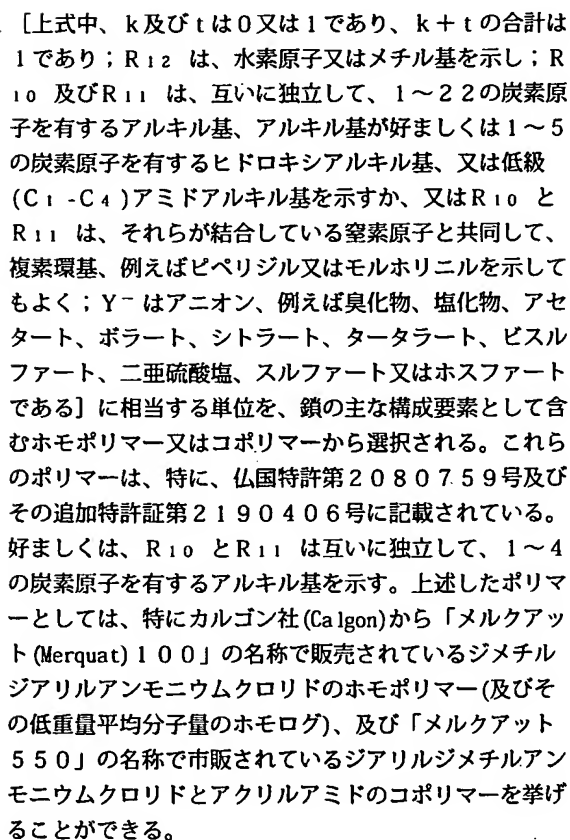 ［上式中、ｋ及びｔは０又は１であり、ｋ＋ｔの合計は
１であり；Ｒ₁₂ は、水素原子又はメチル基を示し；Ｒ
₁₀ 及びＲ₁₁ は、互いに独立して、１～２２の炭素原
子を有するアルキル基、アルキル基が好ましくは１～５
の炭素原子を有するヒドロキシアルキル基、又は低級
(Ｃ₁ -Ｃ₄ )アミドアルキル基を示すか、又はＲ₁₀ と
Ｒ₁₁ は、それらが結合している窒素原子と共同して、
複素環基、例えばピペリジル又はモルホリニルを示して
もよく；Ｙ⁻ はアニオン、例えば臭化物、塩化物、アセ
タート、ボラート、シトラート、タータラート、ビスル
ファート、二亜硫酸塩、スルファート又はホスファート
である］に相当する単位を、鎖の主な構成要素として含
むホモポリマー又はコポリマーから選択される。これら
のポリマーは、特に、仏国特許第２０８０７５９号及び
その追加特許証第２１９０４０６号に記載されている。
好ましくは、Ｒ₁₀ とＲ₁₁ は互いに独立して、１～４
の炭素原子を有するアルキル基を示す。上述したポリマ
ーとしては、特にカルゴン社(Calgon)から「メルクアッ
ト(Merquat)１００」の名称で販売されているジメチル
ジアリルアンモニウムクロリドのホモポリマー(及びそ
の低重量平均分子量のホモログ)、及び「メルクアット
５５０」の名称で市販されているジアリルジメチルアン
モニウムクロリドとアクリルアミドのコポリマーを挙げ
ることができる。